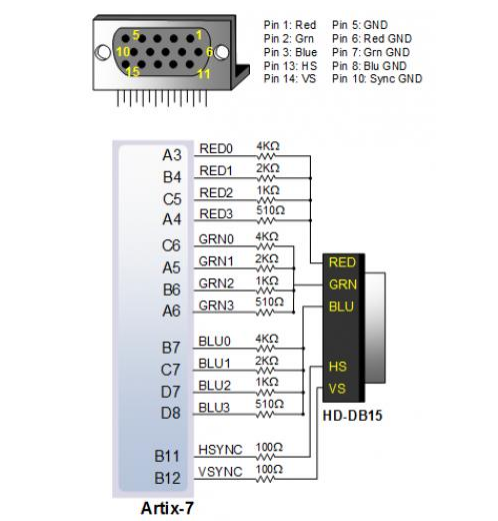 Pin 1: Red Pin 5: GND
Pin 2: Grn Pin 6: Red GND
Pin 3: Blue Pin 7: Grn GND
Pin 13: HS Pin 8: Blu GND
Pin 14: VS Pin 10: Sync GND
5 1
10 6
15 11
A3 RED0 4KΩ
B4 RED1 2KΩ
C5 RED2 1KΩ
A4 RED3 510Ω
C6 GRN0 4KΩ
A5 GRN1 2KΩ
B6 GRN2 1KΩ
A6 GRN3 510Ω
B7 BLU0 4KΩ
C7 BLU1 2KΩ
D7 BLU2 1KΩ
D8 BLU3 510Ω
B11 HSYNC 100Ω
B12 VSYNC 100Ω
RED
GRN
BLU
HS
VS
HD-DB15
Artix-7